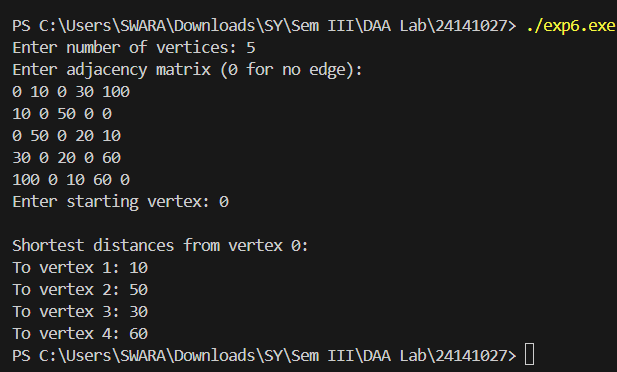 PS C:\Users\SWARA\Downloads\SY\Sem III\DAA Lab\24141027> ./exp6.exe
Enter number of vertices: 5
Enter adjacency matrix (0 for no edge):
0 10 0 30 100
10 0 50 0 0
0 50 0 20 10
30 0 20 0 60
100 0 10 60 0
Enter starting vertex: 0

Shortest distances from vertex 0:
To vertex 1: 10
To vertex 2: 50
To vertex 3: 30
To vertex 4: 60
PS C:\Users\SWARA\Downloads\SY\Sem III\DAA Lab\24141027>